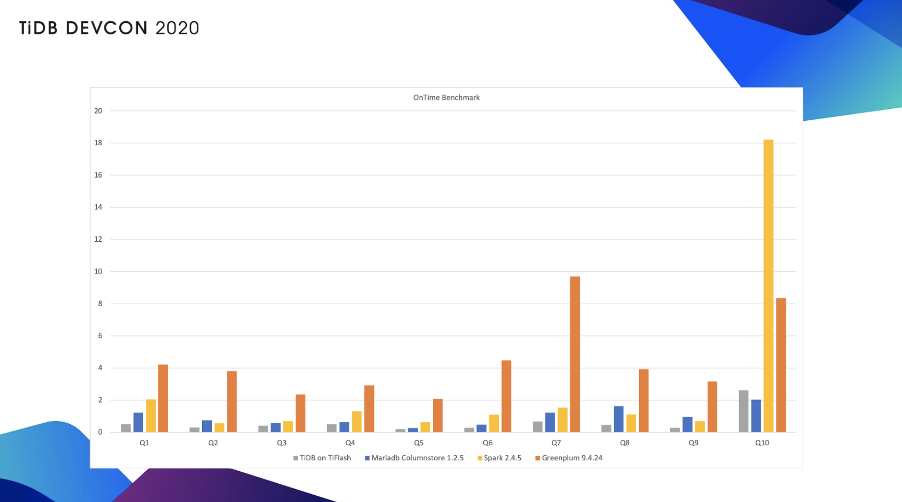 TiDB DEVCON 2020
OnTime Benchmark
20
18
16
14
12
10
8
6
4
2
0
Q1 Q2 Q3 Q4 Q5 Q6 Q7 Q8 Q9 Q10
TiDB on TiFlash Mariadb Columnstore 1.2.5 Spark 2.4.5 Greenplum 9.4.24